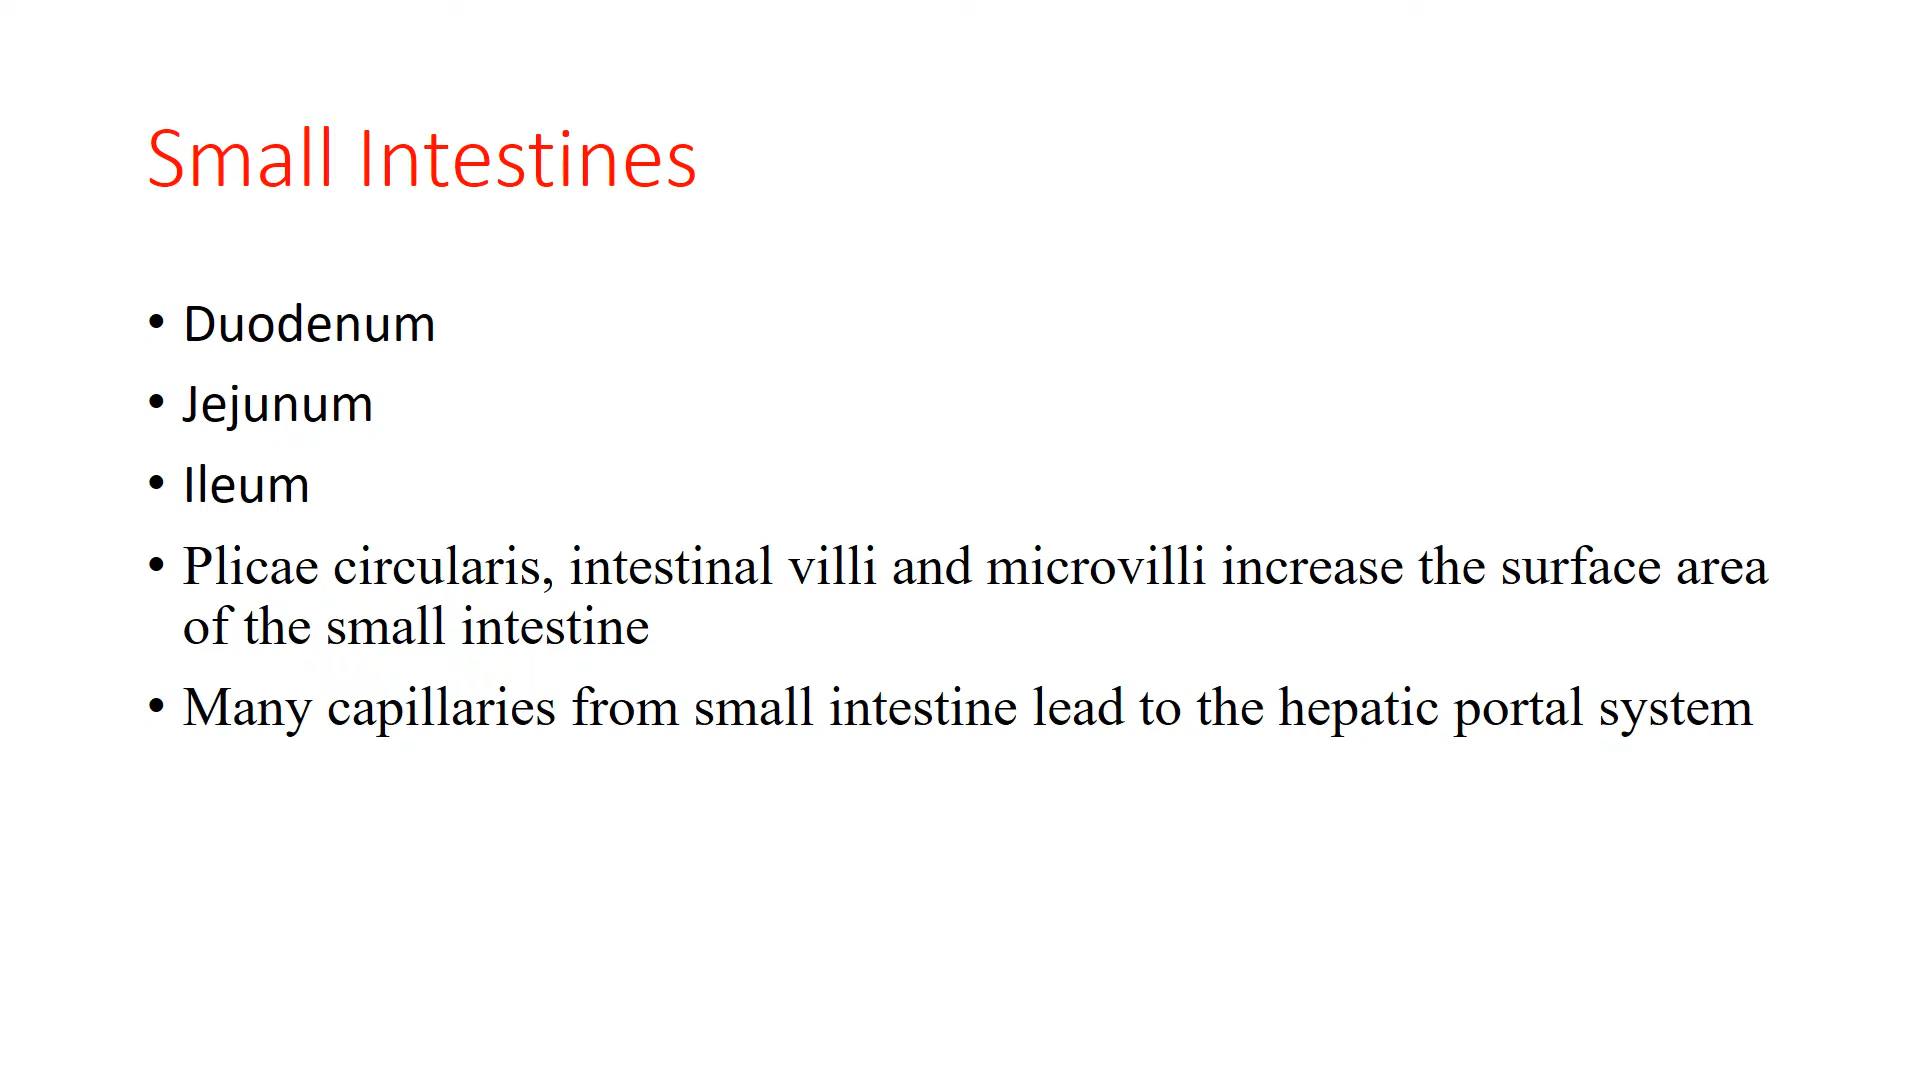 Small Intestines
• Duodenum
• Jejunum
• Ileum
• Plicae circularis, intestinal villi and microvilli increase the surface area
of the small intestine
• Many capillaries from small intestine lead to the hepatic portal system